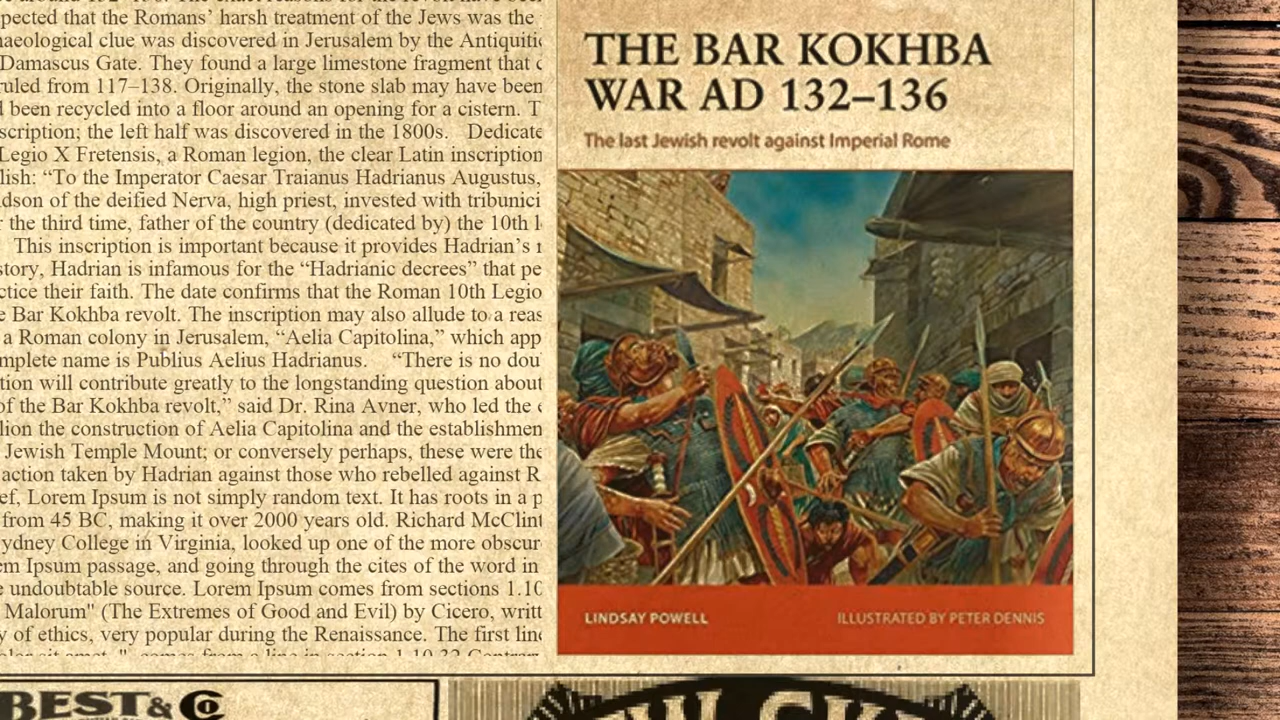 pected that the Romans' harsh treatment of the Jews was the
haeological clue was discovered in Jerusalem by the Antiquitie
Damascus Gate. They found a large limestone fragment that c
ruled from 117–138. Originally, the stone slab may have been
d been recycled into a floor around an opening for a cistern. T
scription; the left half was discovered in the 1800s. Dedicate
Legio X Fretensis, a Roman legion, the clear Latin inscription
lish: “To the Imperator Caesar Traianus Hadrianus Augustus,
dson of the deified Nerva, high priest, invested with tribunici
r the third time, father of the country (dedicated by) the 10th l
This inscription is important because it provides Hadrian’s
story, Hadrian is infamous for the “Hadrianic decrees” that pe
ctice their faith. The date confirms that the Roman 10th Legio
e Bar Kokhba revolt. The inscription may also allude to a reas
a Roman colony in Jerusalem, “Aelia Capitolina,” which app
mplete name is Publius Aelius Hadrianus. “There is no dou
tion will contribute greatly to the longstanding question about
of the Bar Kokhba revolt,” said Dr. Rina Avner, who led the e
lion the construction of Aelia Capitolina and the establishmen
Jewish Temple Mount; or conversely perhaps, these were the
action taken by Hadrian against those who rebelled against R
ef, Lorem Ipsum is not simply random text. It has roots in a p
from 45 BC, making it over 2000 years old. Richard McClint
ydney College in Virginia, looked up one of the more obscur
em Ipsum passage, and going through the cites of the word in
e undoubtable source. Lorem Ipsum comes from sections 1.10
Malorum" (The Extremes of Good and Evil) by Cicero, writt
y of ethics, very popular during the Renaissance. The first line
THE BAR KOKHBA
WAR AD 132–136
The last Jewish revolt against Imperial Rome
LINDSAY POWELL
ILLUSTRATED BY PETER DENNIS
BEST & Co